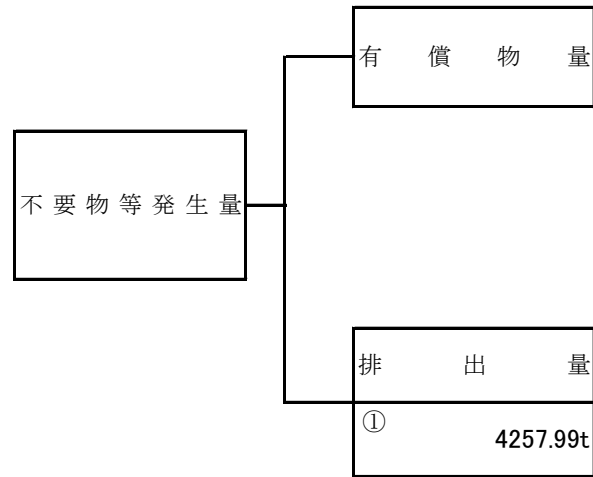 有償物量
不要物等発生量
排出量
①
4257.99t